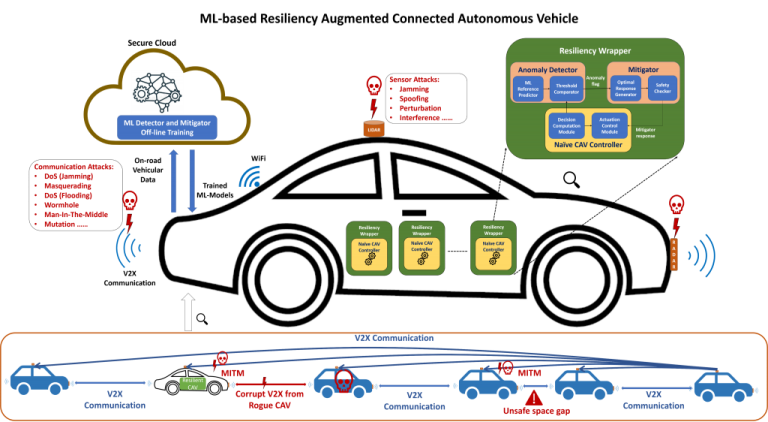 ML-based Resiliency Augmented Connected Autonomous Vehicle
Secure Cloud
ML Detector and Mitigator
Off-line Training
On-road
Vehicular
Data
Trained
ML-Models
WiFi
Sensor Attacks:
• Jamming
• Spoofing
• Perturbation
• Interference ......
LIDAR
Resiliency Wrapper
Anomaly Detector
ML
Reference
Predictor
Threshold
Comparator
Anomaly
flag
Mitigator
Optimal
Response
Generator
Safety
Checker
Decision
Computation
Module
Actuation
Control
Module
Mitigator
response
Naïve CAV Controller
Communication Attacks:
• DoS (Jamming)
• Masquerading
• DoS (Flooding)
• Wormhole
• Man-In-The-Middle
• Mutation ......
V2X
Communication
Resiliency
Wrapper
Naïve CAV
Controller
Resiliency
Wrapper
Naïve CAV
Controller
Resiliency
Wrapper
Naïve CAV
Controller
RADAR
V2X Communication
V2X
Communication
Resilient
CAV
MITM
Corrupt V2X from
Rogue CAV
V2X
Communication
MITM
Unsafe space gap
V2X
Communication